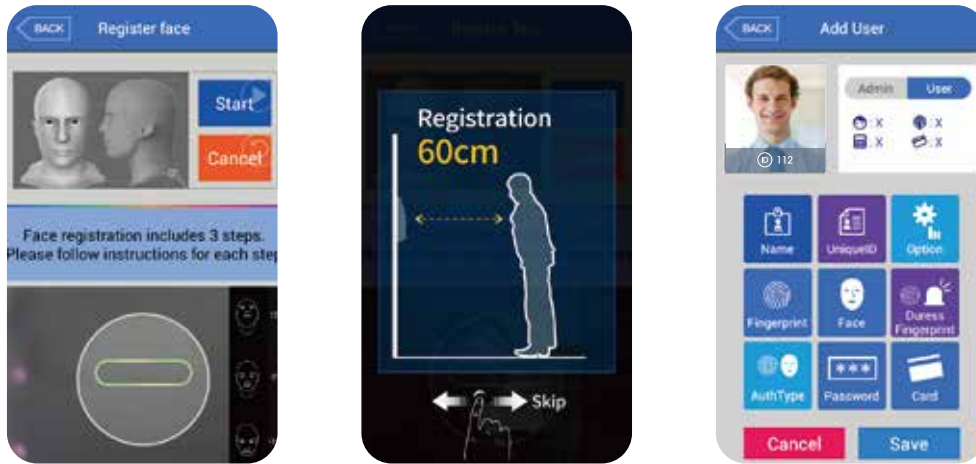 BACK
Register face
Start
Cancel
Face registration includes 3 steps.
Please follow instructions for each step
Registration
60cm
Skip
BACK
Add User
Admin
User
: X
: X
: X
: X
ID 112
Name
UniqueID
Option
Fingerprint
Face
Duress
Fingerprint
AuthType
Password
***
Card
Cancel
Save